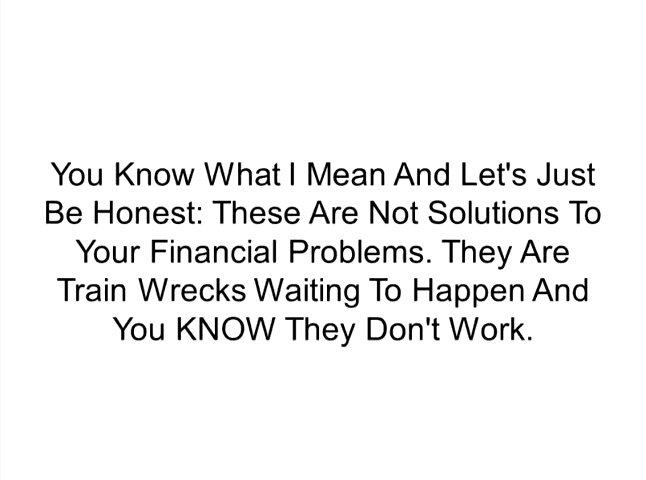 You Know What I Mean And Let's Just
Be Honest: These Are Not Solutions To
Your Financial Problems. They Are
Train Wrecks Waiting To Happen And
You KNOW They Don't Work.